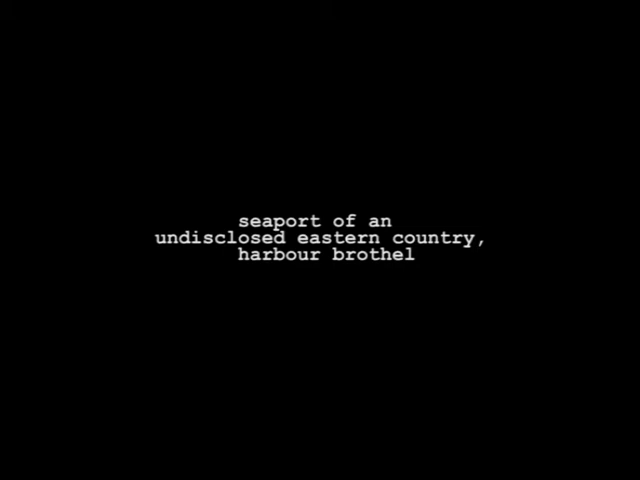 seaport of an
undisclosed eastern country,
harbour brothel